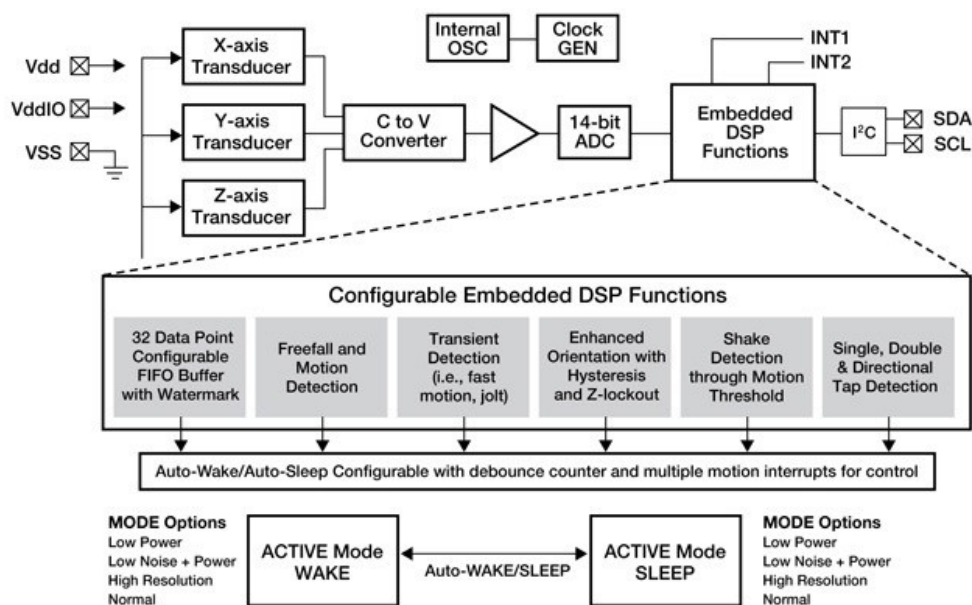 Vdd
VddIO
VSS
X-axis
Transducer
Y-axis
Transducer
Z-axis
Transducer
C to V
Converter
Internal
OSC
Clock
GEN
14-bit
ADC
Embedded
DSP
Functions
INT1
INT2
I²C
SDA
SCL
Configurable Embedded DSP Functions
32 Data Point
Configurable
FIFO Buffer
with Watermark
Freefall and
Motion
Detection
Transient
Detection
(i.e., fast
motion, jolt)
Enhanced
Orientation with
Hysteresis
and Z-lockout
Shake
Detection
through Motion
Threshold
Single, Double
& Directional
Tap Detection
Auto-Wake/Auto-Sleep Configurable with debounce counter and multiple motion interrupts for control
MODE Options
Low Power
Low Noise + Power
High Resolution
Normal
ACTIVE Mode
WAKE
Auto-WAKE/SLEEP
ACTIVE Mode
SLEEP
MODE Options
Low Power
Low Noise + Power
High Resolution
Normal